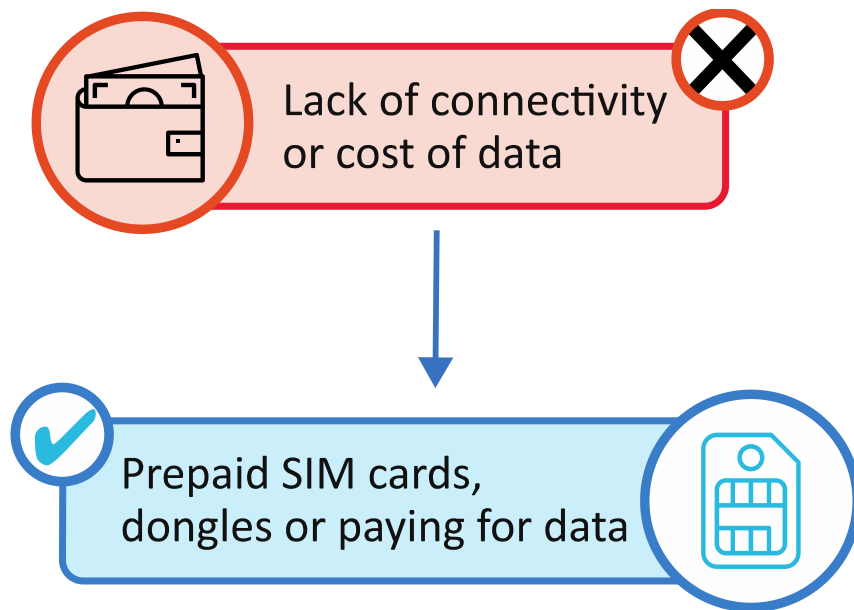 Lack of connectivity
or cost of data
Prepaid SIM cards,
dongles or paying for data